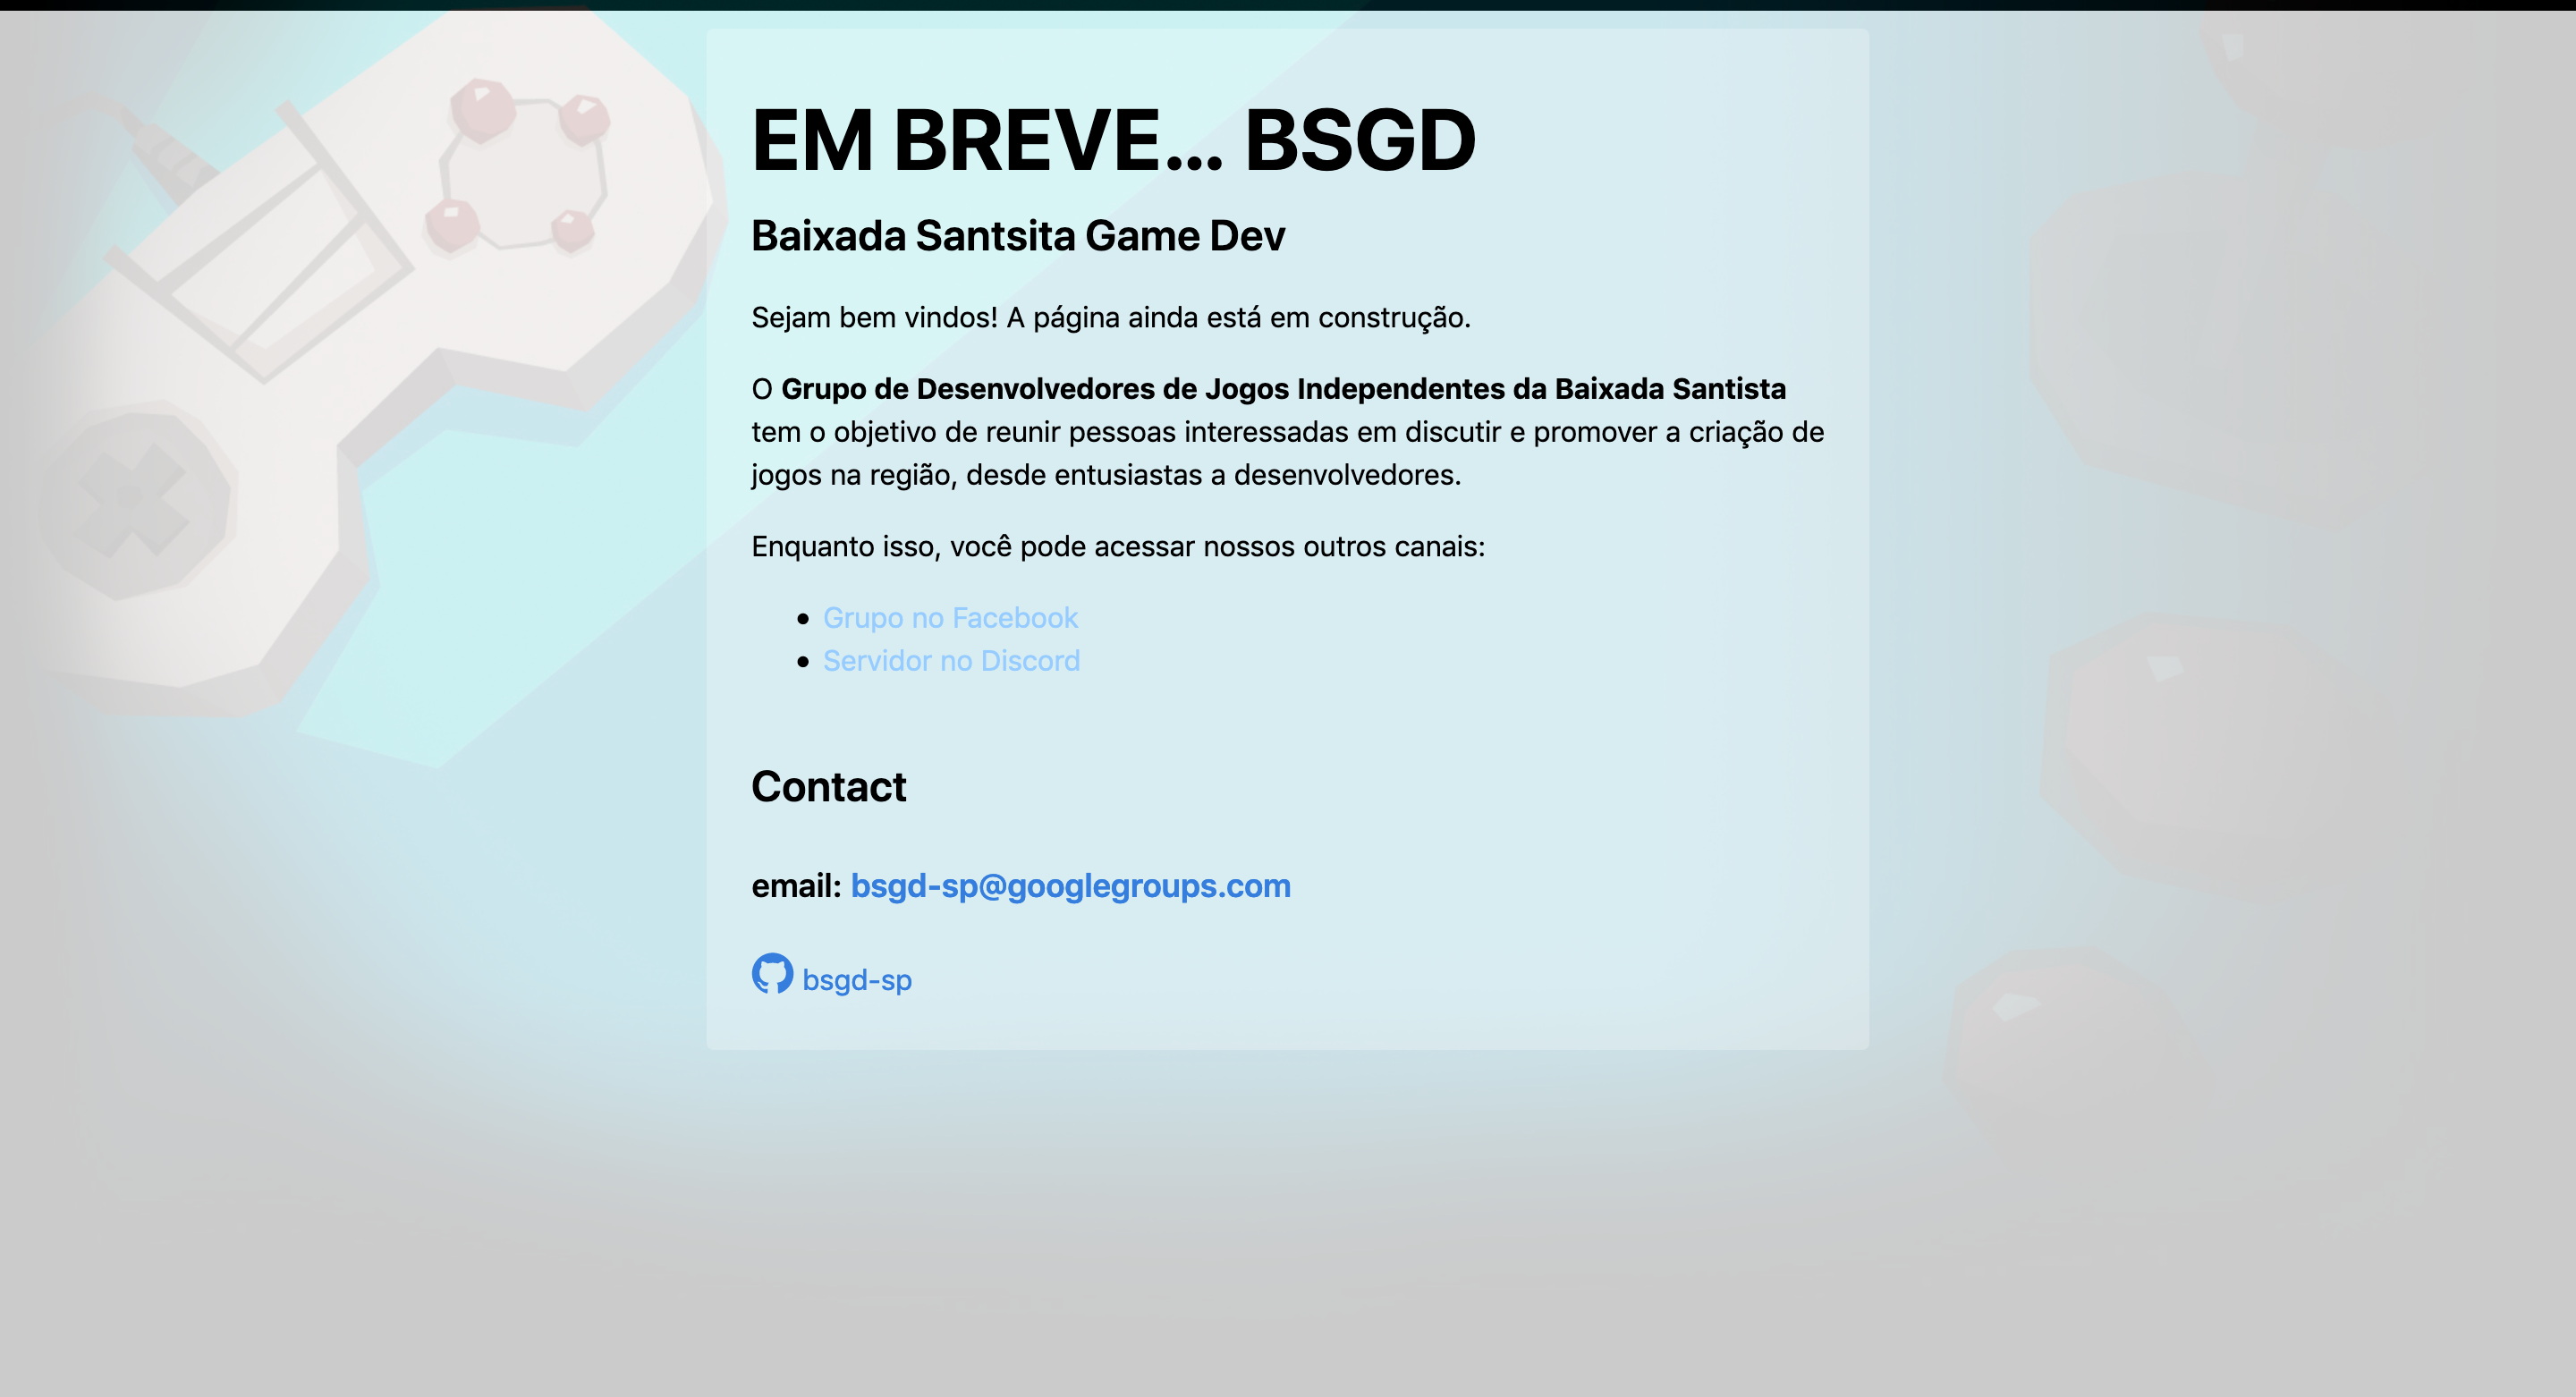 EM BREVE... BSGD
Baixada Santsita Game Dev
Sejam bem vindos! A página ainda está em construção.
O Grupo de Desenvolvedores de Jogos Independentes da Baixada Santista
tem o objetivo de reunir pessoas interessadas em discutir e promover a criação de
jogos na região, desde entusiastas a desenvolvedores.
Enquanto isso, você pode acessar nossos outros canais:
Grupo no Facebook
Servidor no Discord
Contact
email: bsgd-sp@googlegroups.com
bsgd-sp